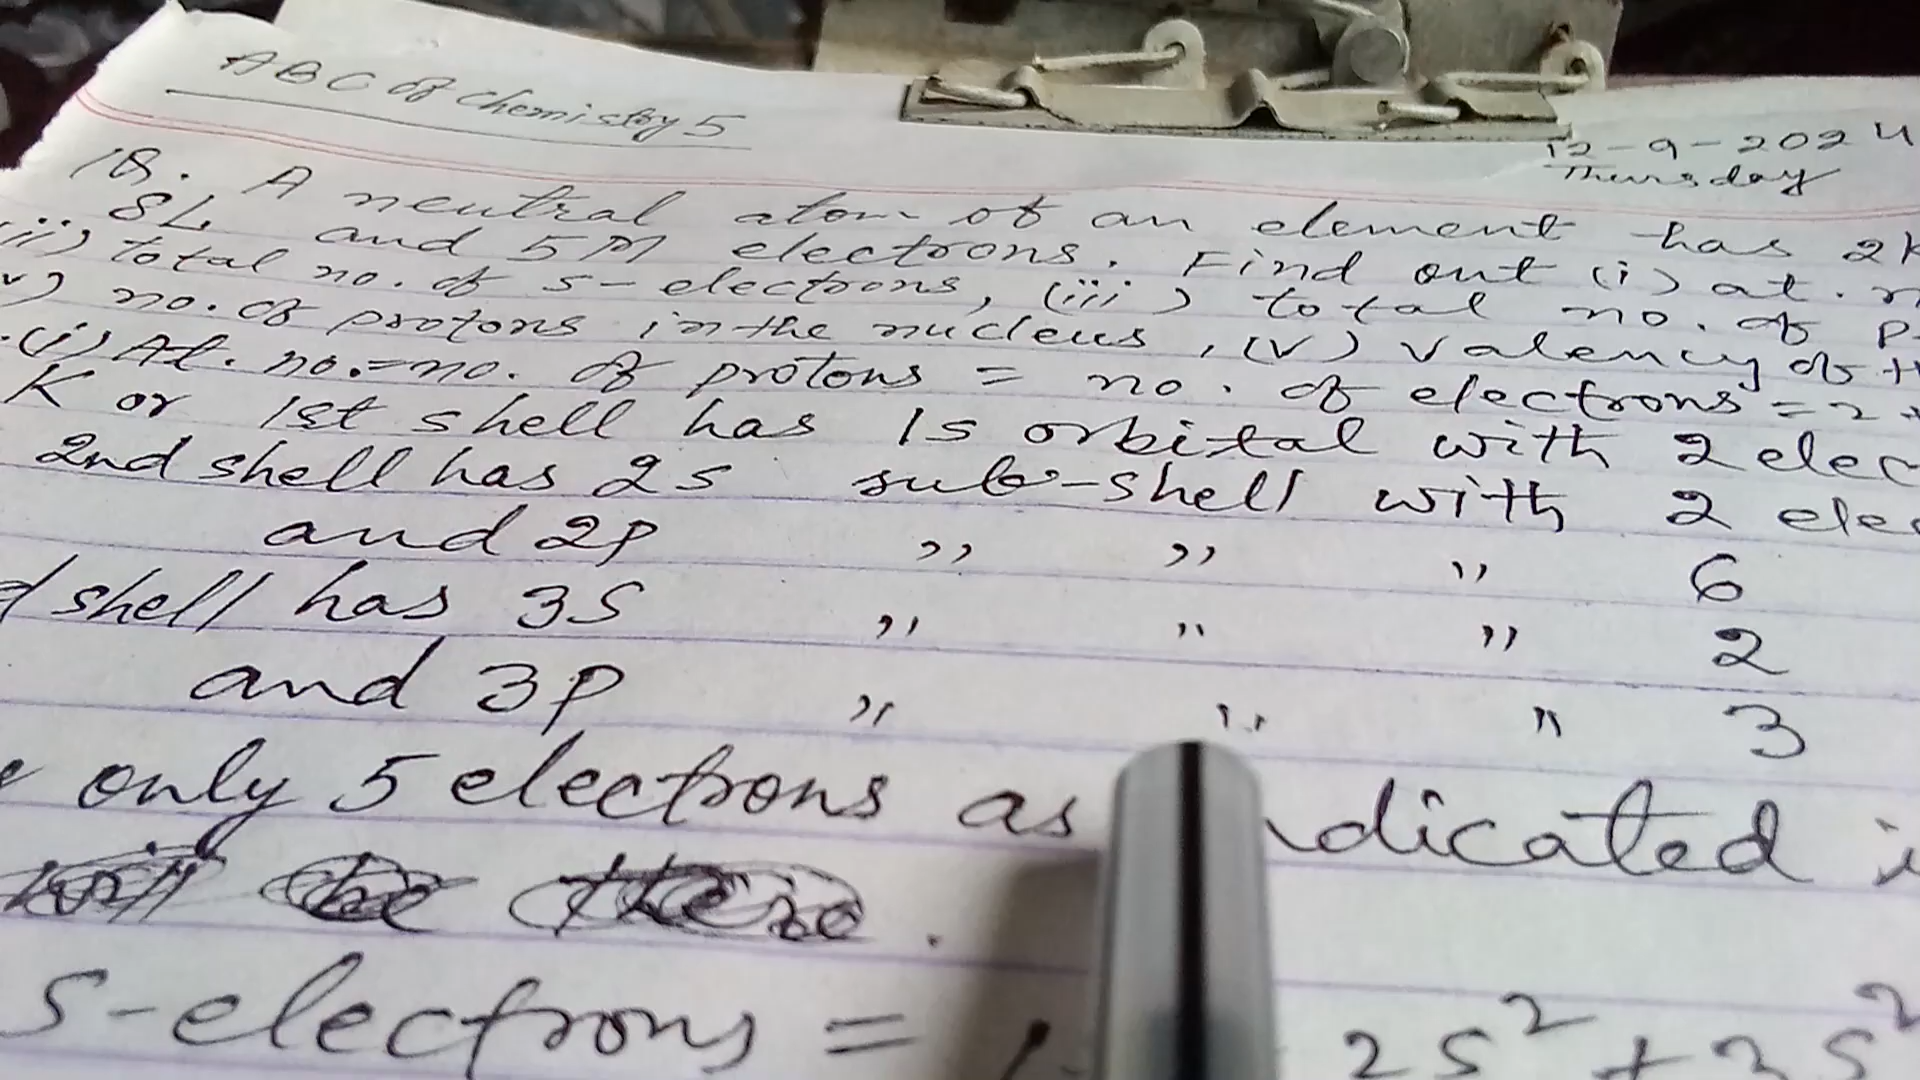 ABC of Chemistry 5
12-9-2024
Thursday
18. A neutral atom of an element has 2K
8L and 5M electrons. Find out (i) at. n
ii) total no. of s-electrons, (iii) total no. of p-
v) no. of protons in the nucleus, (v) valency of
(i) At. no. = no. of protons = no. of electrons = 2 +
K or 1st shell has 1s orbital with 2 elec
2nd shell has 2s sub-shell with 2 elec
and 2p ,, ,, ,, 6
d shell has 3s ,, ,, ,, 2
and 3p ,, ,, ,, 3
only 5 electrons as dicated i
s-electrons = 2s² + 3s²